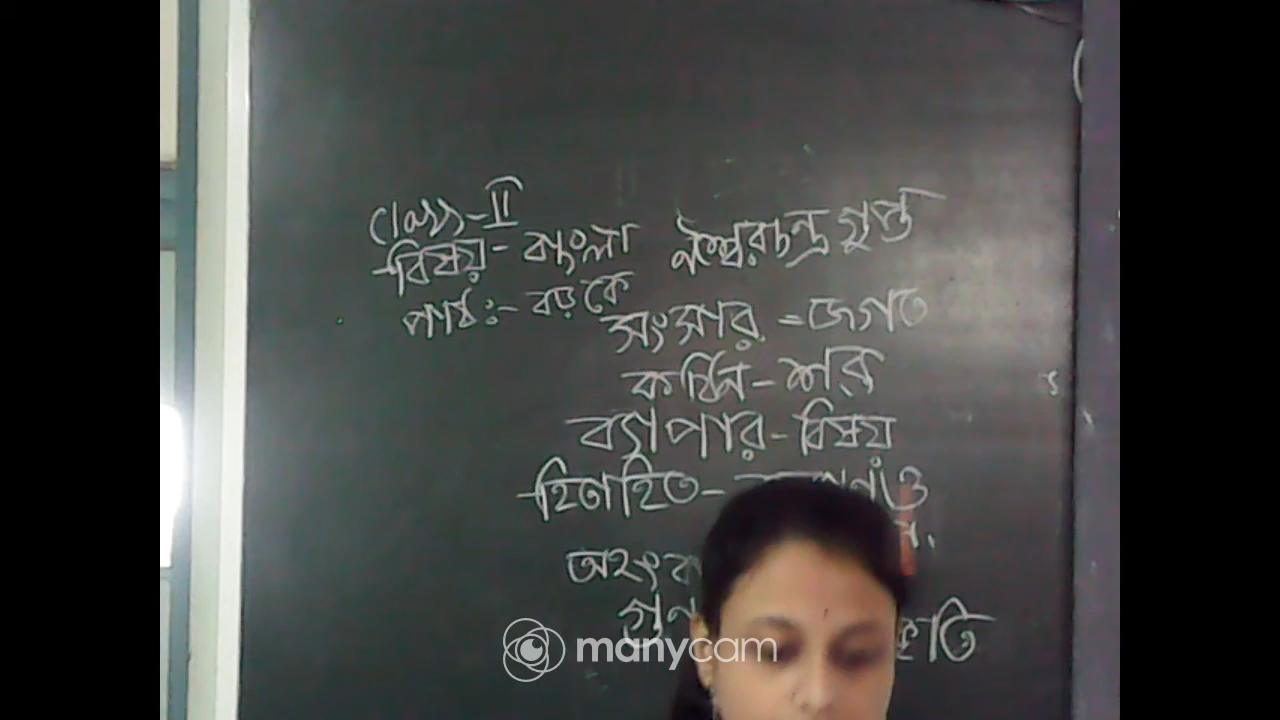 Class-II
বিষয়- বাংলা ঈশ্বরচন্দ্র গুপ্ত
পাঠ:- বড় কে
সংসার = জগত
কঠিন - শক্ত
ব্যাপার - বিষয়
হিতাহিত -
গুণ
manycam